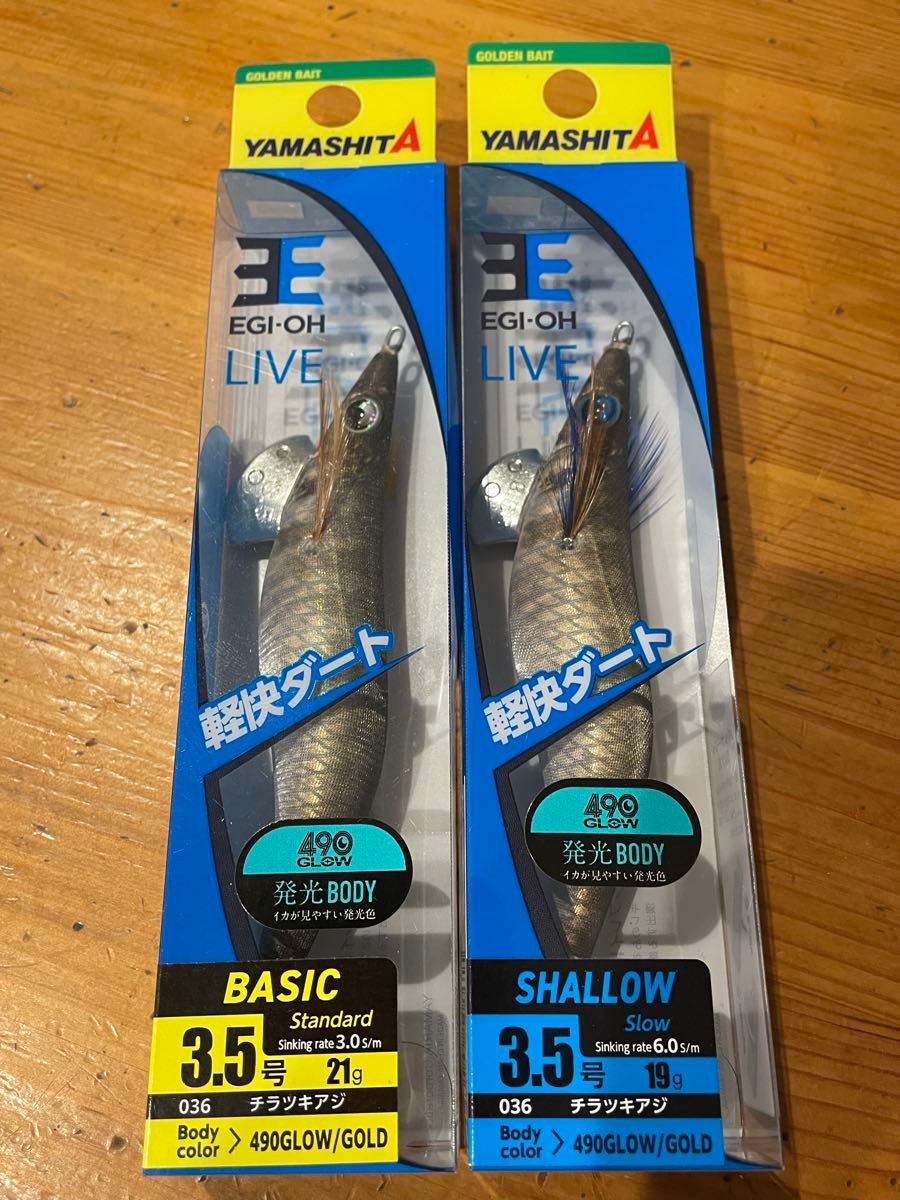 GOLDEN BAIT
YAMASHITA
EGI-OH
LIVE
軽快ダート
490
GLOW
発光BODY
イカが見やすい発光色
BASIC
Standard
Sinking rate 3.0 S/m
3.5号
21g
036 チラツキアジ
Body color > 490GLOW/GOLD
GOLDEN BAIT
YAMASHITA
EGI-OH
LIVE
軽快ダート
490
GLOW
発光BODY
イカが見やすい発光色
SHALLOW
Slow
Sinking rate 6.0 S/m
3.5号
19g
036 チラツキアジ
Body color > 490GLOW/GOLD